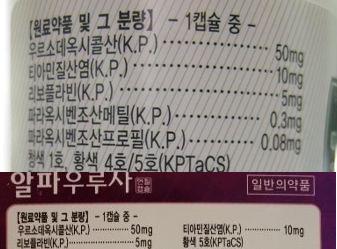 【원료약품 및 그 분량】 - 1캡슐 중 -
우르소데옥시콜산(K.P.) 50mg
티아민질산염(K.P.) 10mg
리보플라빈(K.P.) 5mg
파라옥시벤조산메틸(K.P.) 0.3mg
파라옥시벤조산프로필(K.P.) 0.08mg
청색 1호, 황색 4호/5호(KPTaCS)
알파우루사 연질캡슐 일반의약품
【원료약품 및 그 분량】 - 1캡슐 중 -
우르소데옥시콜산(K.P.) 50mg 티아민질산염(K.P.) 10mg
리보플라빈(K.P.) 5mg 황색 5호(KPTaCS)